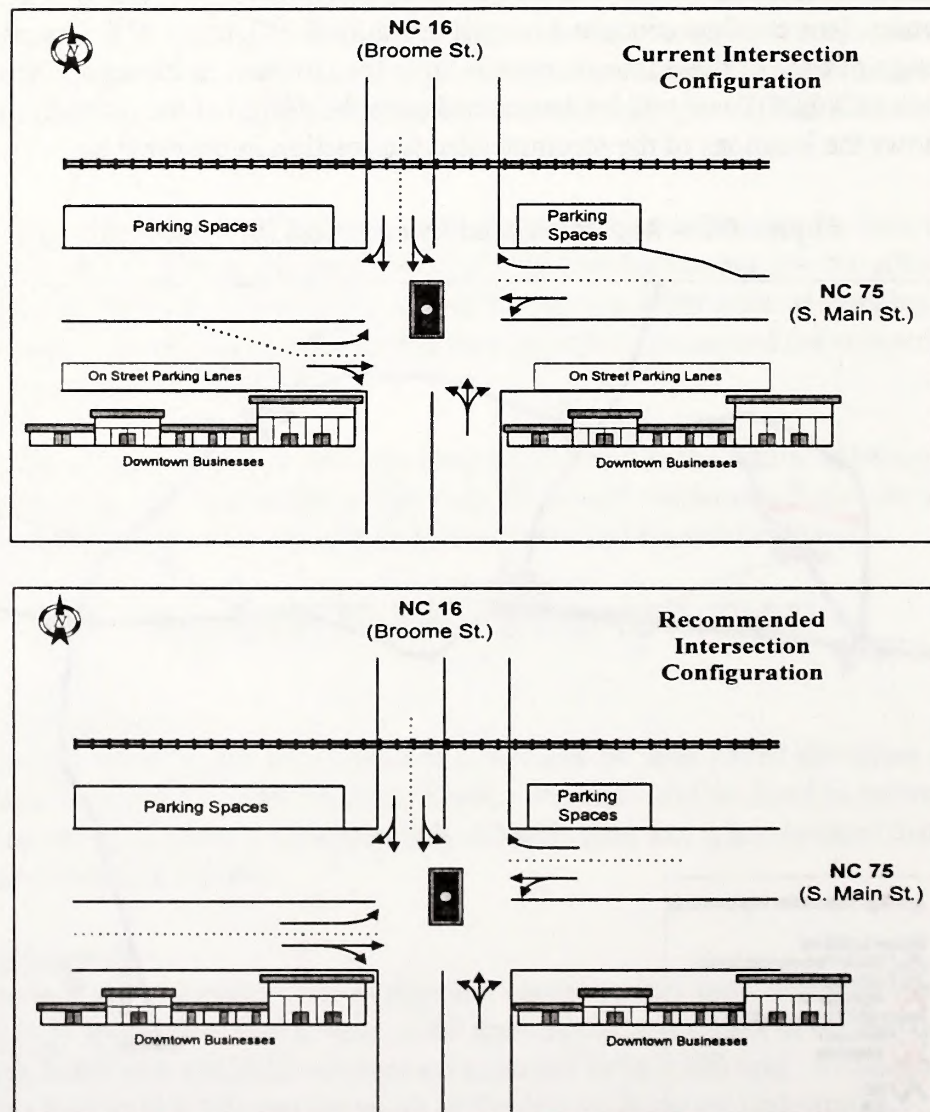 NC 16
(Broome St.)
Current Intersection
Configuration
N
Parking Spaces
Parking
Spaces
NC 75
(S. Main St.)
On Street Parking Lanes
On Street Parking Lanes
Downtown Businesses
Downtown Businesses
NC 16
(Broome St.)
Recommended
Intersection
Configuration
N
Parking Spaces
Parking
Spaces
NC 75
(S. Main St.)
Downtown Businesses
Downtown Businesses